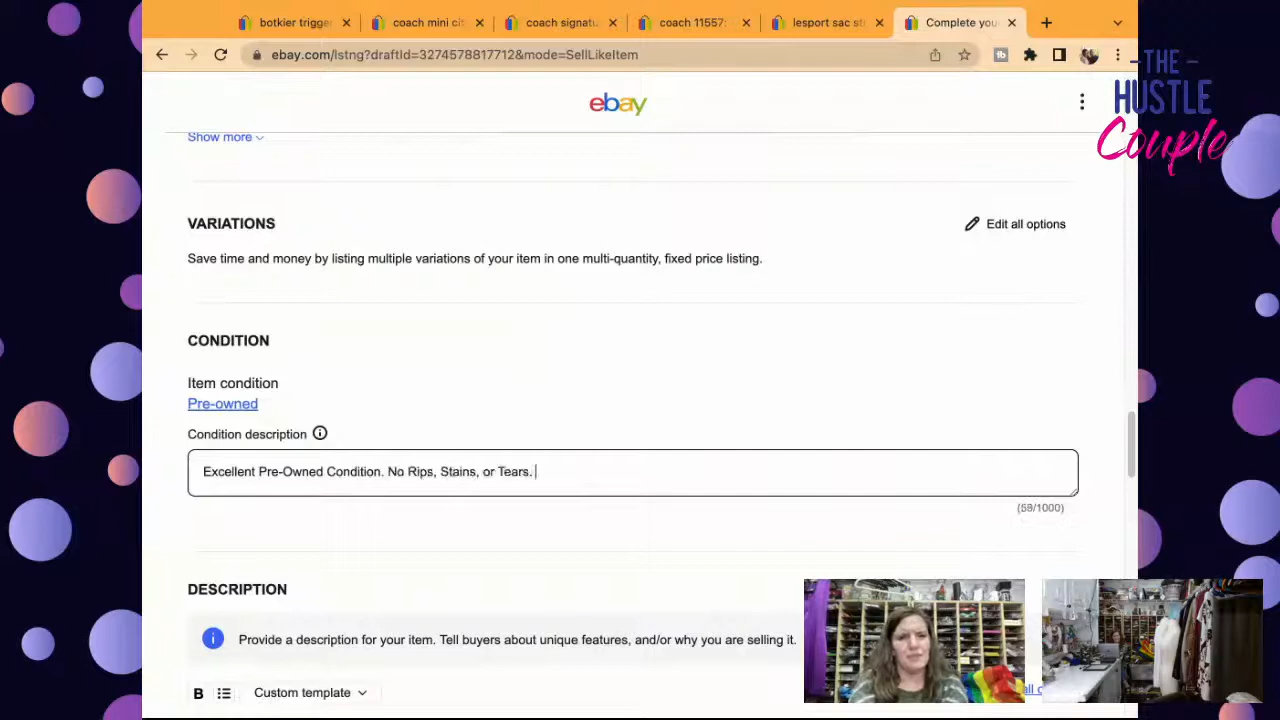 botkier trigger
coach mini cit
coach signatu
coach 11557:
lesport sac str
Complete you
ebay.com/lstng?draftId=3274578817712&mode=SellLikeItem
- THE -
HUSTLE
Couple
ebay
Show more
VARIATIONS
Edit all options
Save time and money by listing multiple variations of your item in one multi-quantity, fixed price listing.
CONDITION
Item condition
Pre-owned
Condition description
Excellent Pre-Owned Condition. No Rips, Stains, or Tears.
(58/1000)
DESCRIPTION
Provide a description for your item. Tell buyers about unique features, and/or why you are selling it.
B
Custom template